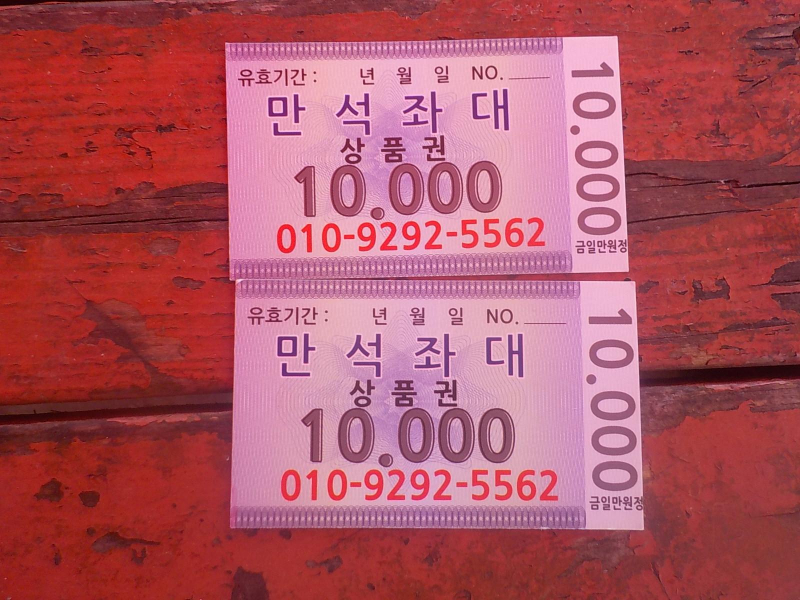 유효기간 : 년 월 일 NO.
만석좌대
상품권
10.000
010-9292-5562
10.000
금일만원정
유효기간 : 년 월 일 NO.
만석좌대
상품권
10.000
010-9292-5562
10.000
금일만원정